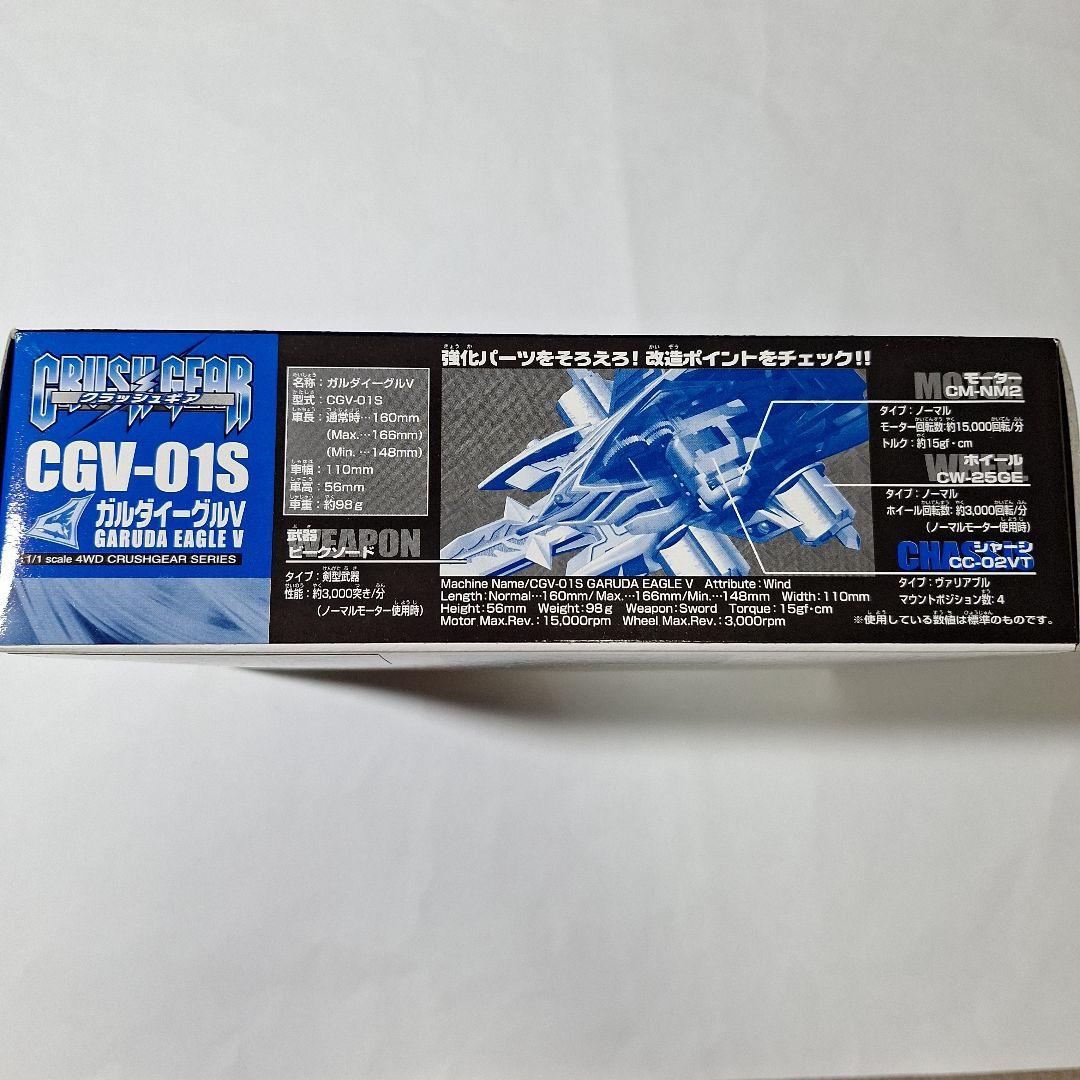 CRUSH GEAR
クラッシュギア
CGV-01S
ガルダイーグルV
GARUDA EAGLE V
1/1 scale 4WD CRUSHGEAR SERIES
名称：ガルダイーグルV
型式：CGV-01S
車長：通常時…160mm
(Max.…166mm)
(Min.…148mm)
車幅：110mm
車高：56mm
車重：約98g
WEAPON
武器
ビークソード
タイプ：剣型武器
性能：約3,000突き/分
(ノーマルモーター使用時)
強化パーツをそろえろ！改造ポイントをチェック！！
Machine Name/CGV-01S GARUDA EAGLE V Attribute:Wind
Length:Normal…160mm/Max.…166mm/Min.…148mm Width:110mm
Height:56mm Weight:98g Weapon:Sword Torque:15gf·cm
Motor Max.Rev.:15,000rpm Wheel Max.Rev.:3,000rpm
MOTOR
モーター
CM-NM2
タイプ：ノーマル
モーター回転数：約15,000回転/分
トルク：約15gf·cm
WHEEL
ホイール
CW-25GE
タイプ：ノーマル
ホイール回転数：約3,000回転/分
(ノーマルモーター使用時)
CHASSIS
シャーシ
CC-02VT
タイプ：ヴァリアブル
マウントポジション数：4
※使用している数値は標準のものです。